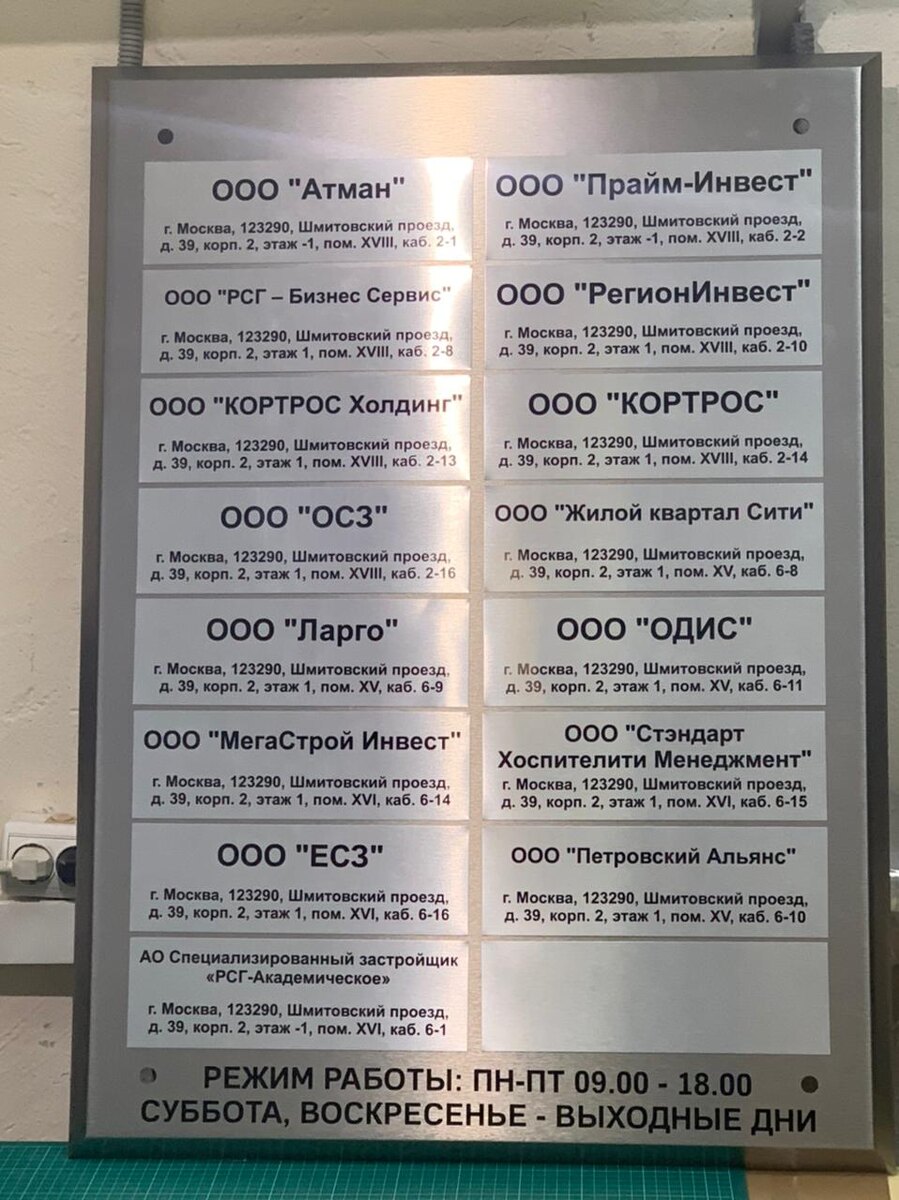 ООО "Атман"
г. Москва, 123290, Шмитовский проезд,
д. 39, корп. 2, этаж -1, пом. XVIII, каб. 2-1
ООО "Прайм-Инвест"
г. Москва, 123290, Шмитовский проезд,
д. 39, корп. 2, этаж -1, пом. XVIII, каб. 2-2
ООО "РСГ – Бизнес Сервис"
г. Москва, 123290, Шмитовский проезд,
д. 39, корп. 2, этаж 1, пом. XVIII, каб. 2-8
ООО "РегионИнвест"
г. Москва, 123290, Шмитовский проезд,
д. 39, корп. 2, этаж 1, пом. XVIII, каб. 2-10
ООО "КОРТРОС Холдинг"
г. Москва, 123290, Шмитовский проезд,
д. 39, корп. 2, этаж 1, пом. XVIII, каб. 2-13
ООО "КОРТРОС"
г. Москва, 123290, Шмитовский проезд,
д. 39, корп. 2, этаж 1, пом. XVIII, каб. 2-14
ООО "ОСЗ"
г. Москва, 123290, Шмитовский проезд,
д. 39, корп. 2, этаж 1, пом. XVIII, каб. 2-16
ООО "Жилой квартал Сити"
г. Москва, 123290, Шмитовский проезд,
д. 39, корп. 2, этаж 1, пом. XV, каб. 6-8
ООО "Ларго"
г. Москва, 123290, Шмитовский проезд,
д. 39, корп. 2, этаж 1, пом. XV, каб. 6-9
ООО "ОДИС"
г. Москва, 123290, Шмитовский проезд,
д. 39, корп. 2, этаж 1, пом. XV, каб. 6-11
ООО "МегаСтрой Инвест"
г. Москва, 123290, Шмитовский проезд,
д. 39, корп. 2, этаж 1, пом. XVI, каб. 6-14
ООО "Стэндарт
Хоспителити Менеджмент"
г. Москва, 123290, Шмитовский проезд,
д. 39, корп. 2, этаж 1, пом. XVI, каб. 6-15
ООО "ЕСЗ"
г. Москва, 123290, Шмитовский проезд,
д. 39, корп. 2, этаж 1, пом. XVI, каб. 6-16
ООО "Петровский Альянс"
г. Москва, 123290, Шмитовский проезд,
д. 39, корп. 2, этаж 1, пом. XV, каб. 6-10
АО Специализированный застройщик
«РСГ-Академическое»
г. Москва, 123290, Шмитовский проезд,
д. 39, корп. 2, этаж -1, пом. XVI, каб. 6-1
РЕЖИМ РАБОТЫ: ПН-ПТ 09.00 - 18.00
СУББОТА, ВОСКРЕСЕНЬЕ - ВЫХОДНЫЕ ДНИ